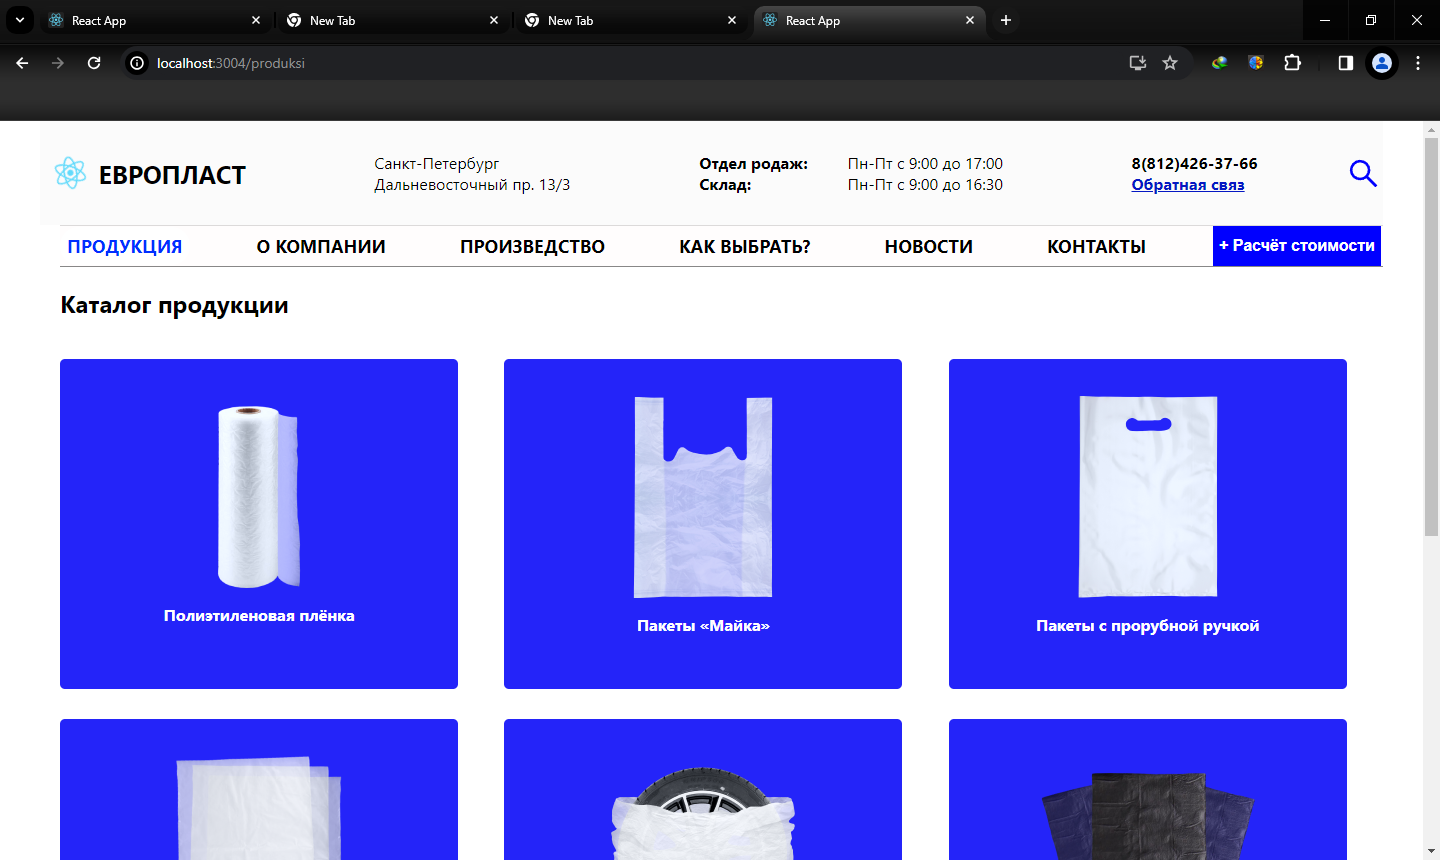 React App
New Tab
New Tab
React App
localhost:3004/produksi
ЕВРОПЛАСТ
Санкт-Петербург
Дальневосточный пр. 13/3
Отдел родаж: Пн-Пт с 9:00 до 17:00
Склад: Пн-Пт с 9:00 до 16:30
8(812)426-37-66
Обратная связ
ПРОДУКЦИЯ
О КОМПАНИИ
ПРОИЗВЕДСТВО
КАК ВЫБРАТЬ?
НОВОСТИ
КОНТАКТЫ
+ Расчёт стоимости
Каталог продукции
Полиэтиленовая плёнка
Пакеты «Майка»
Пакеты с прорубной ручкой